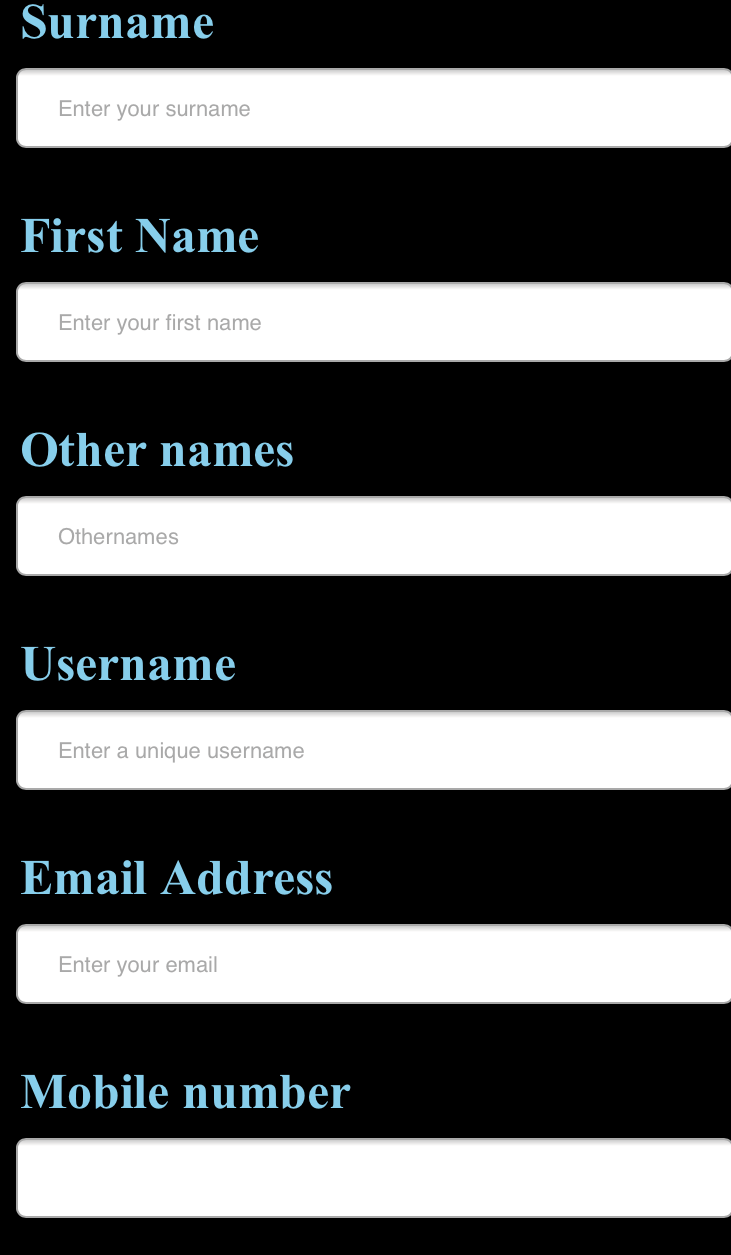 Surname
Enter your surname
First Name
Enter your first name
Other names
Othernames
Username
Enter a unique username
Email Address
Enter your email
Mobile number